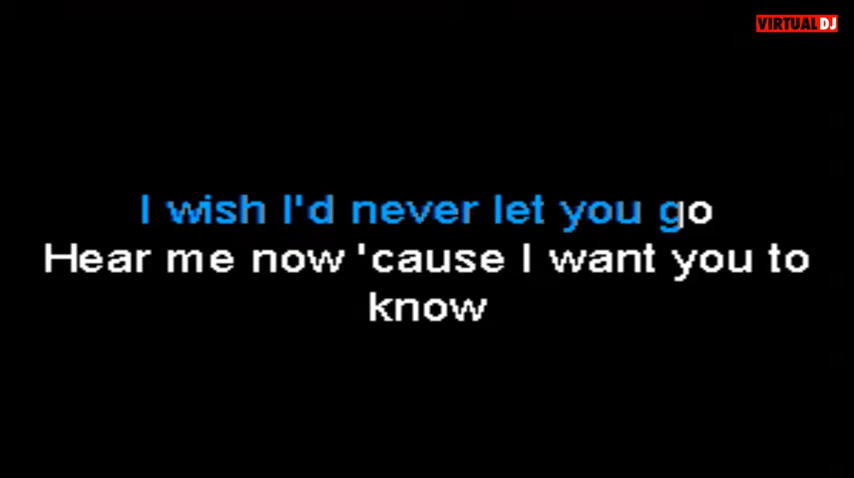 VIRTUAL DJ
I wish I'd never let you go
Hear me now 'cause I want you to
know